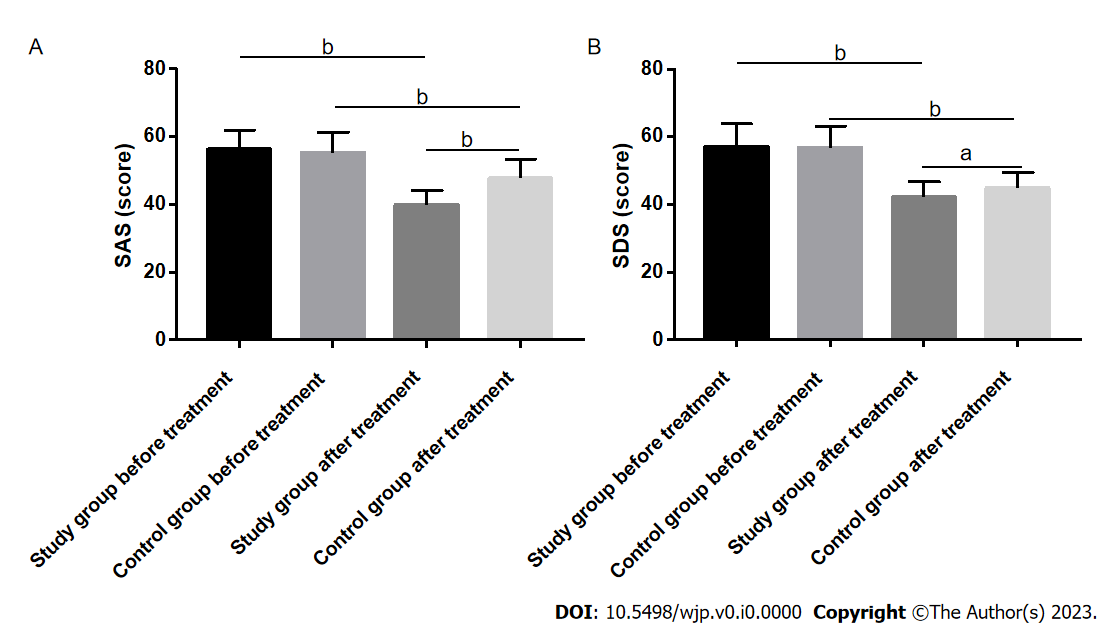 A
b
b
b
80
60
40
20
0
SAS (score)
Study group before treatment
Control group before treatment
Study group after treatment
Control group after treatment
B
b
b
a
80
60
40
20
0
SDS (score)
Study group before treatment
Control group before treatment
Study group after treatment
Control group after treatment
DOI: 10.5498/wjp.v0.i0.0000 Copyright ©The Author(s) 2023.